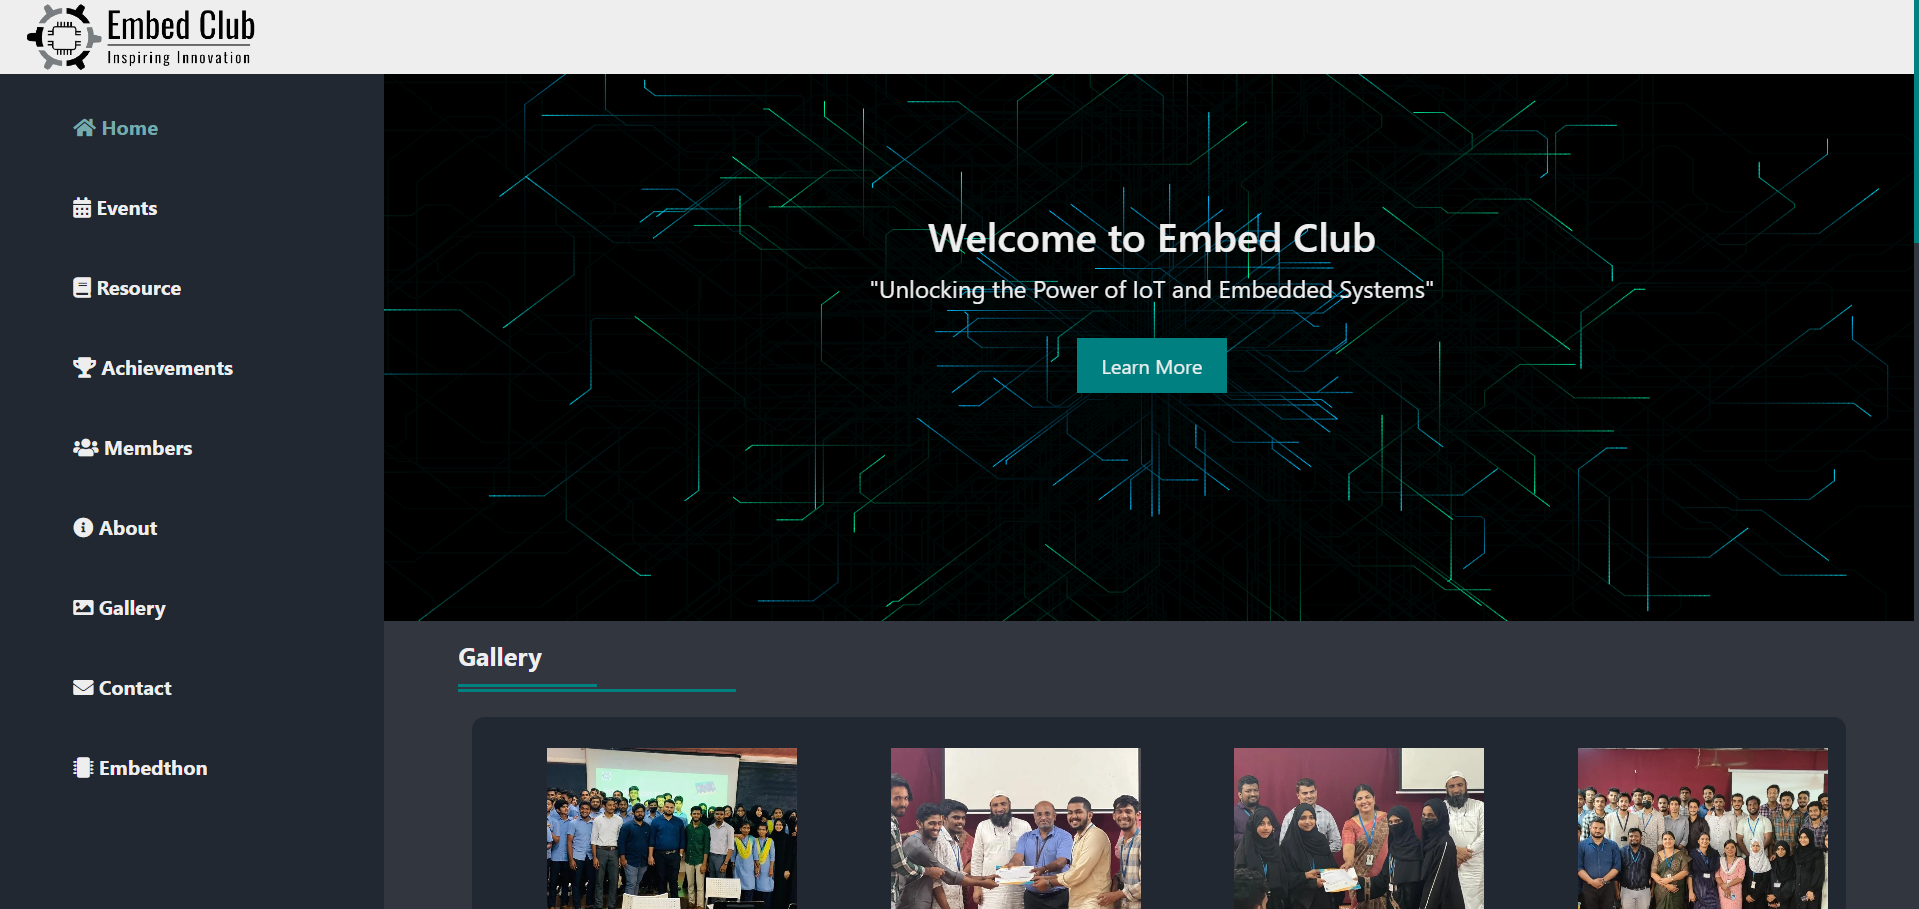 Embed Club
Inspiring Innovation
Home
Events
Resource
Achievements
Members
About
Gallery
Contact
Embedthon
Welcome to Embed Club
"Unlocking the Power of IoT and Embedded Systems"
Learn More
Gallery